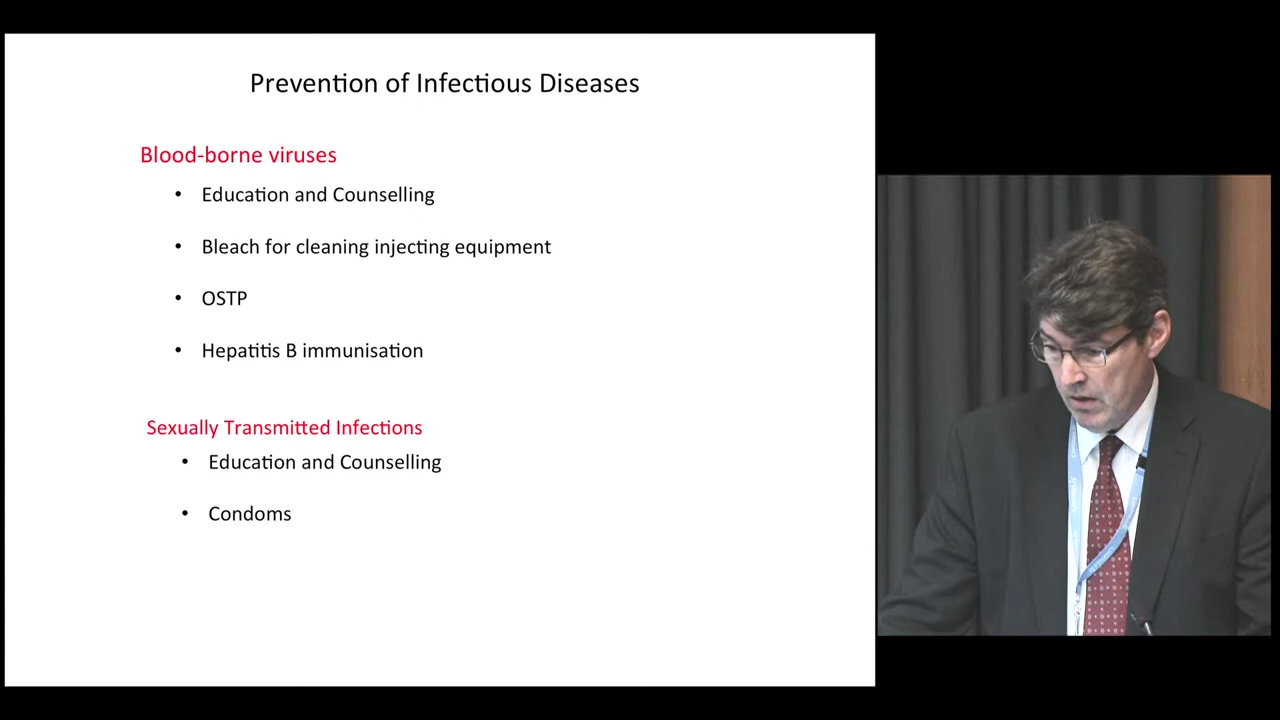 Prevention of Infectious Diseases
Blood-borne viruses
• Education and Counselling
• Bleach for cleaning injecting equipment
• OSTP
• Hepatitis B immunisation
Sexually Transmitted Infections
• Education and Counselling
• Condoms